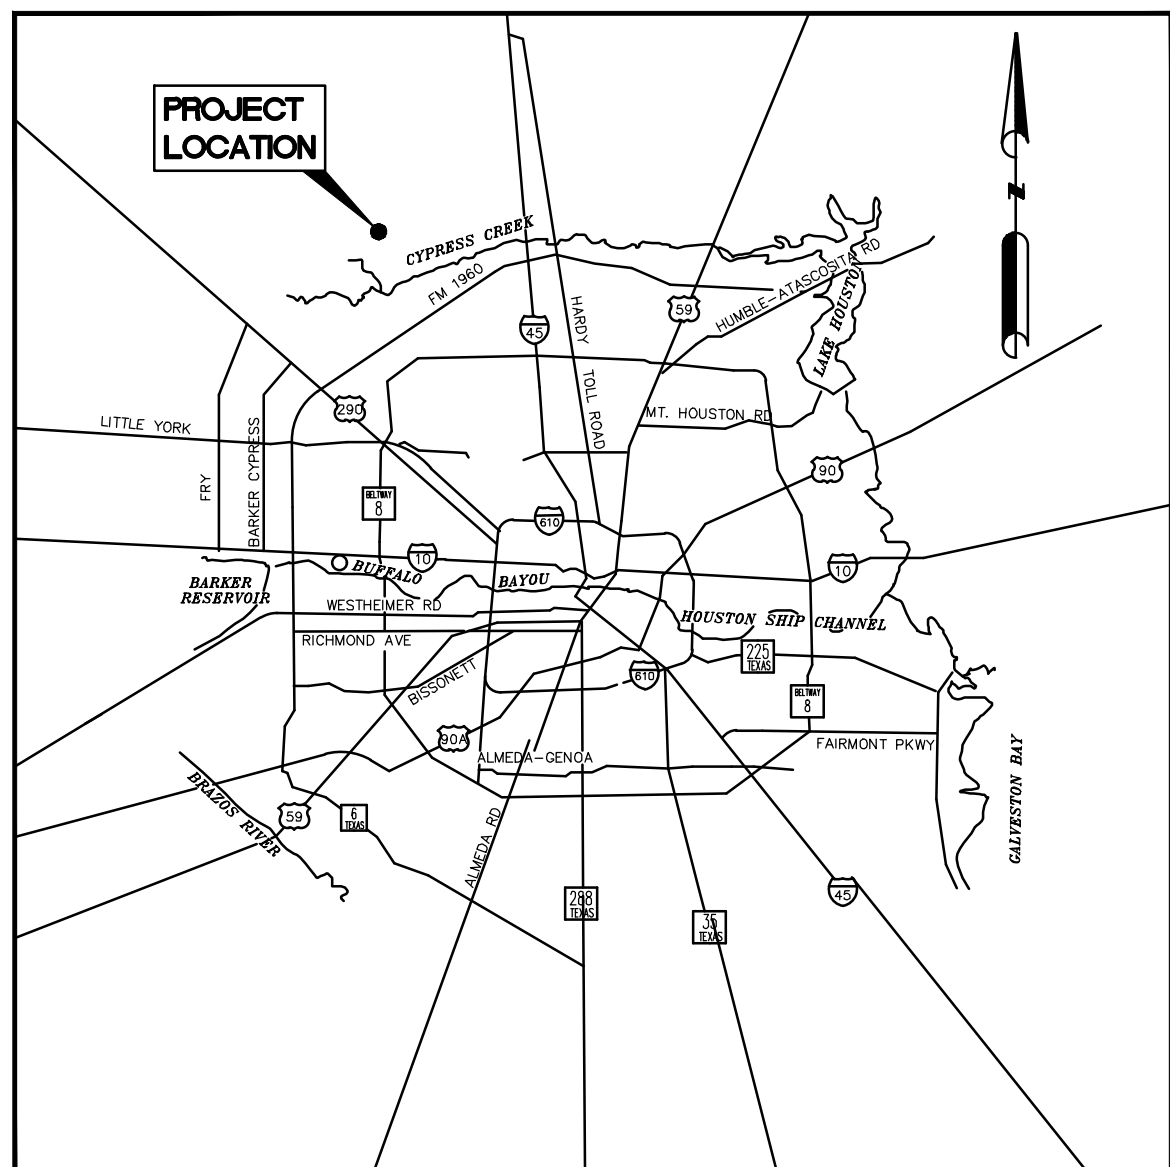 PROJECT
LOCATION
N
CYPRESS CREEK
FM 1960
HUMBLE-ATASCOSITA RD
LAKE HOUSTON
59
45
HARDY
TOLL ROAD
290
MT. HOUSTON RD
LITTLE YORK
BARKER CYPRESS
FRY
90
BELTWAY
8
610
10
10
BUFFALO
BAYOU
BARKER
RESERVOIR
WESTHEIMER RD
HOUSTON SHIP CHANNEL
RICHMOND AVE
225
TEXAS
BISSONETT
610
BELTWAY
8
90A
FAIRMONT PKWY
ALMEDA-GENOA
GALVESTON BAY
BRAZOS RIVER
59
6
TEXAS
ALMEDA RD
288
TEXAS
45
35
TEXAS